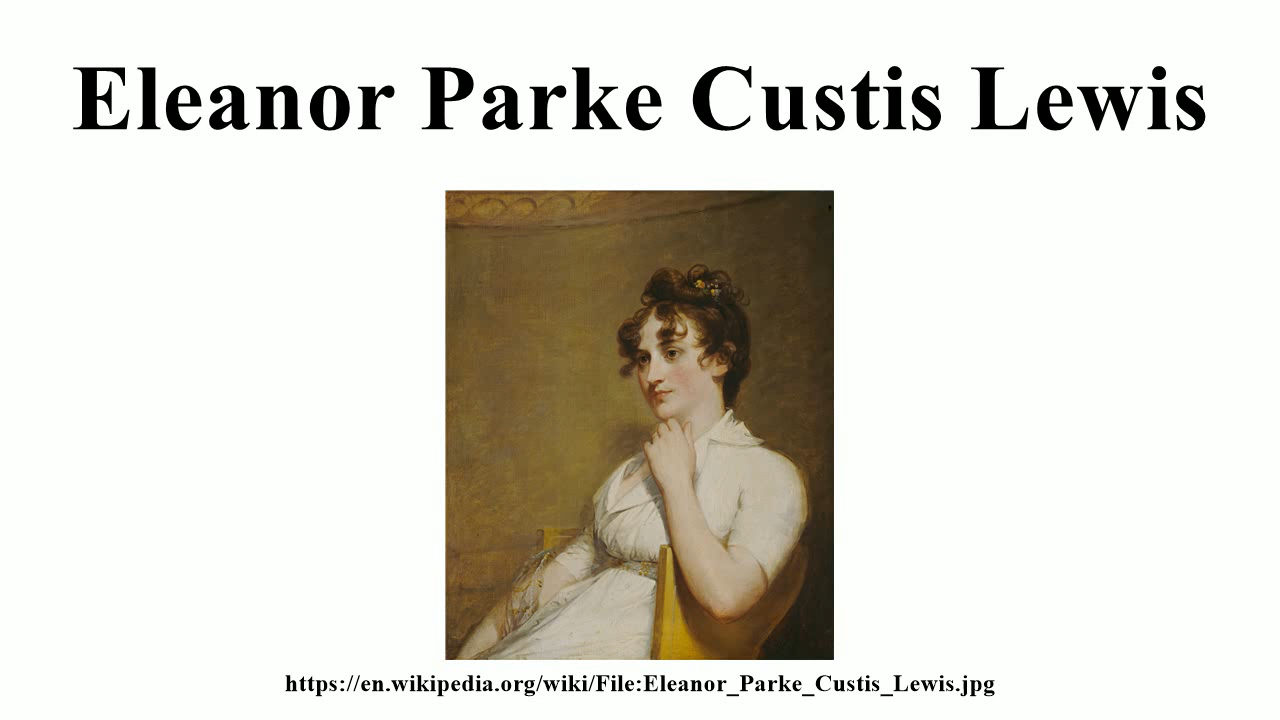 Eleanor Parke Custis Lewis
https://en.wikipedia.org/wiki/File:Eleanor_Parke_Custis_Lewis.jpg